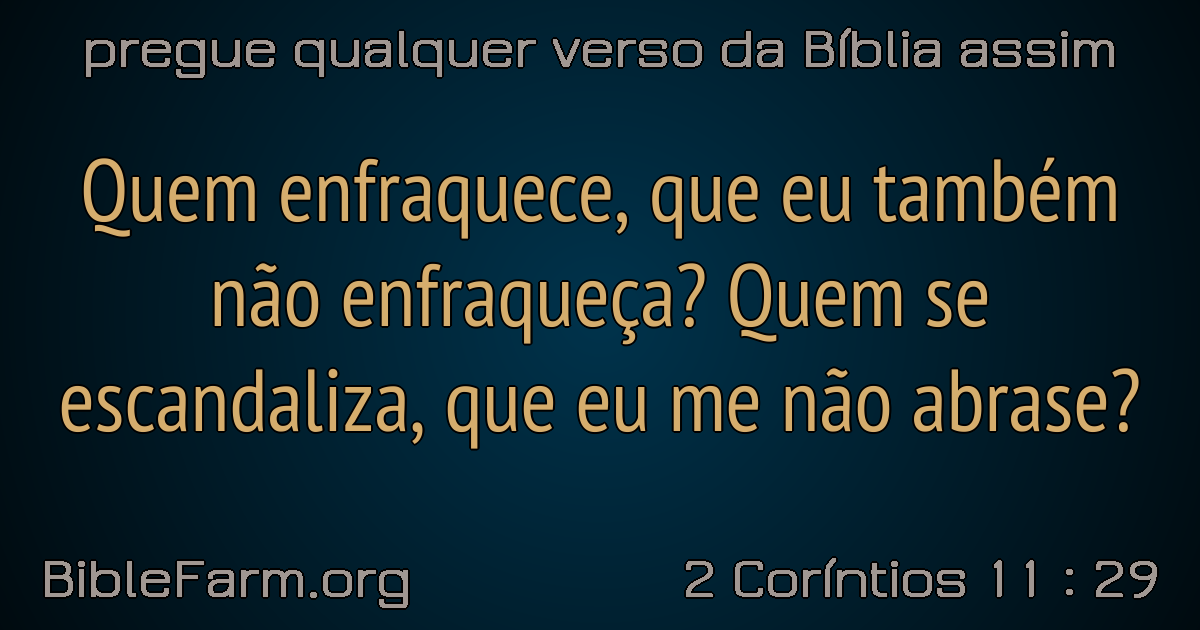 pregue qualquer verso da Bíblia assim
Quem enfraquece, que eu também
não enfraqueça? Quem se
escandaliza, que eu me não abrase?
BibleFarm.org
2 Coríntios 11 : 29